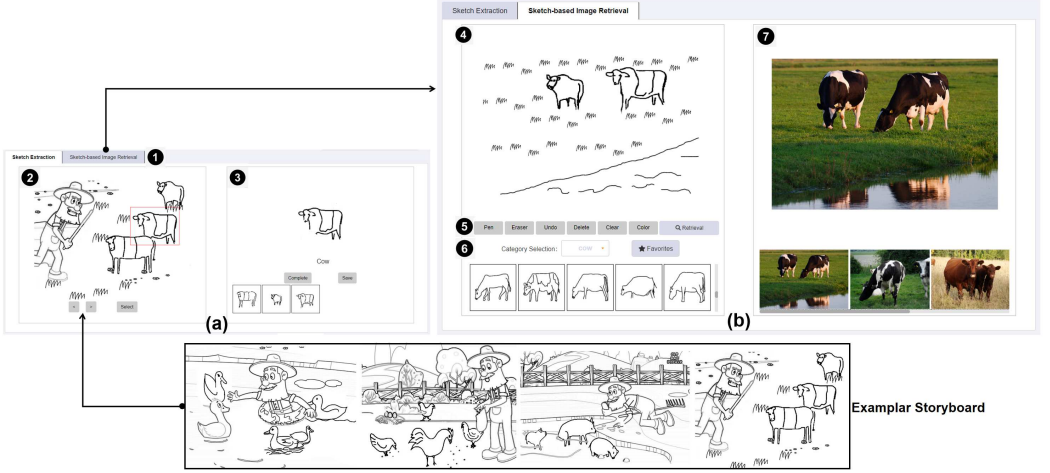 Sketch Extraction Sketch-based Image Retrieval
4
7
Sketch Extraction Sketch-based Image Retrieval 1
2
3
Cow
Complete Save
< < Select
5 Pen Eraser Undo Delete Clear Color Retrieval
6 Category Selection: COW ★ Favorites
(a)
(b)
Examplar Storyboard